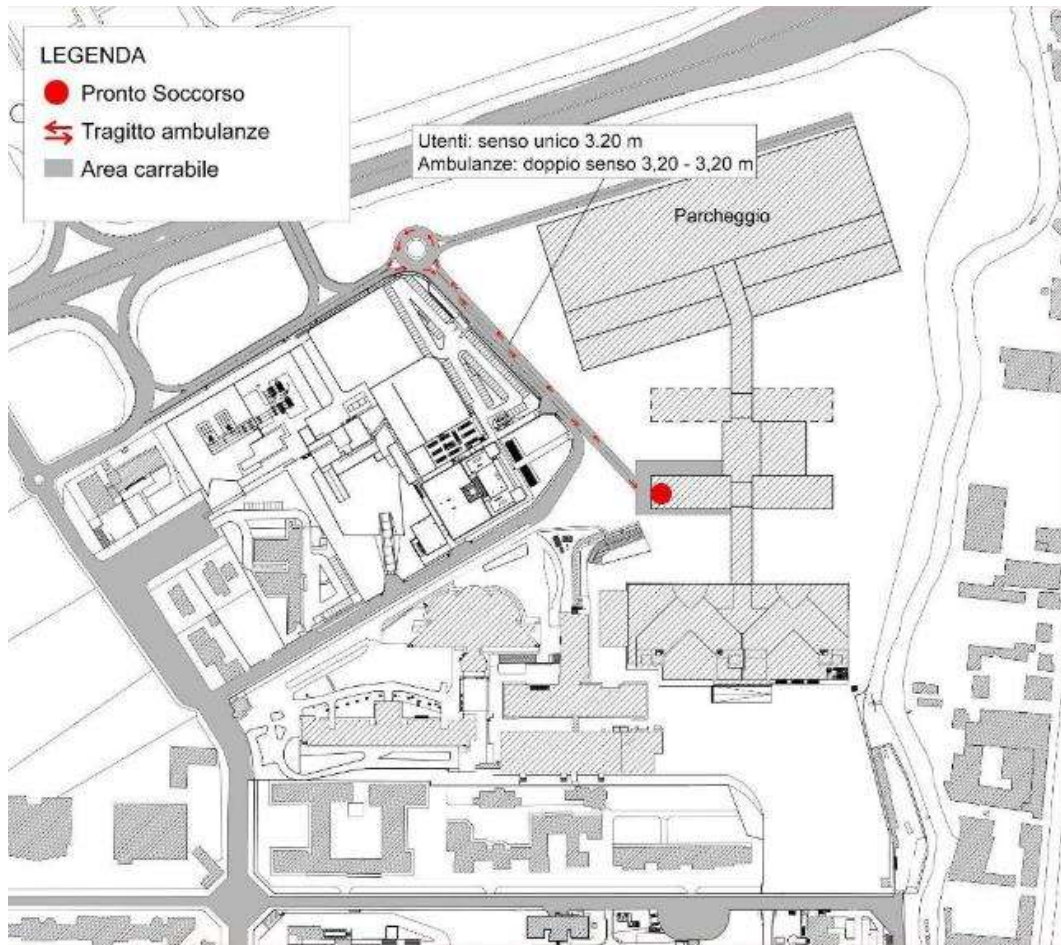 LEGENDA
Pronto Soccorso
Tragitto ambulanze
Area carrabile
Utenti: senso unico 3.20 m
Ambulanze: doppio senso 3,20 - 3,20 m
Parcheggio